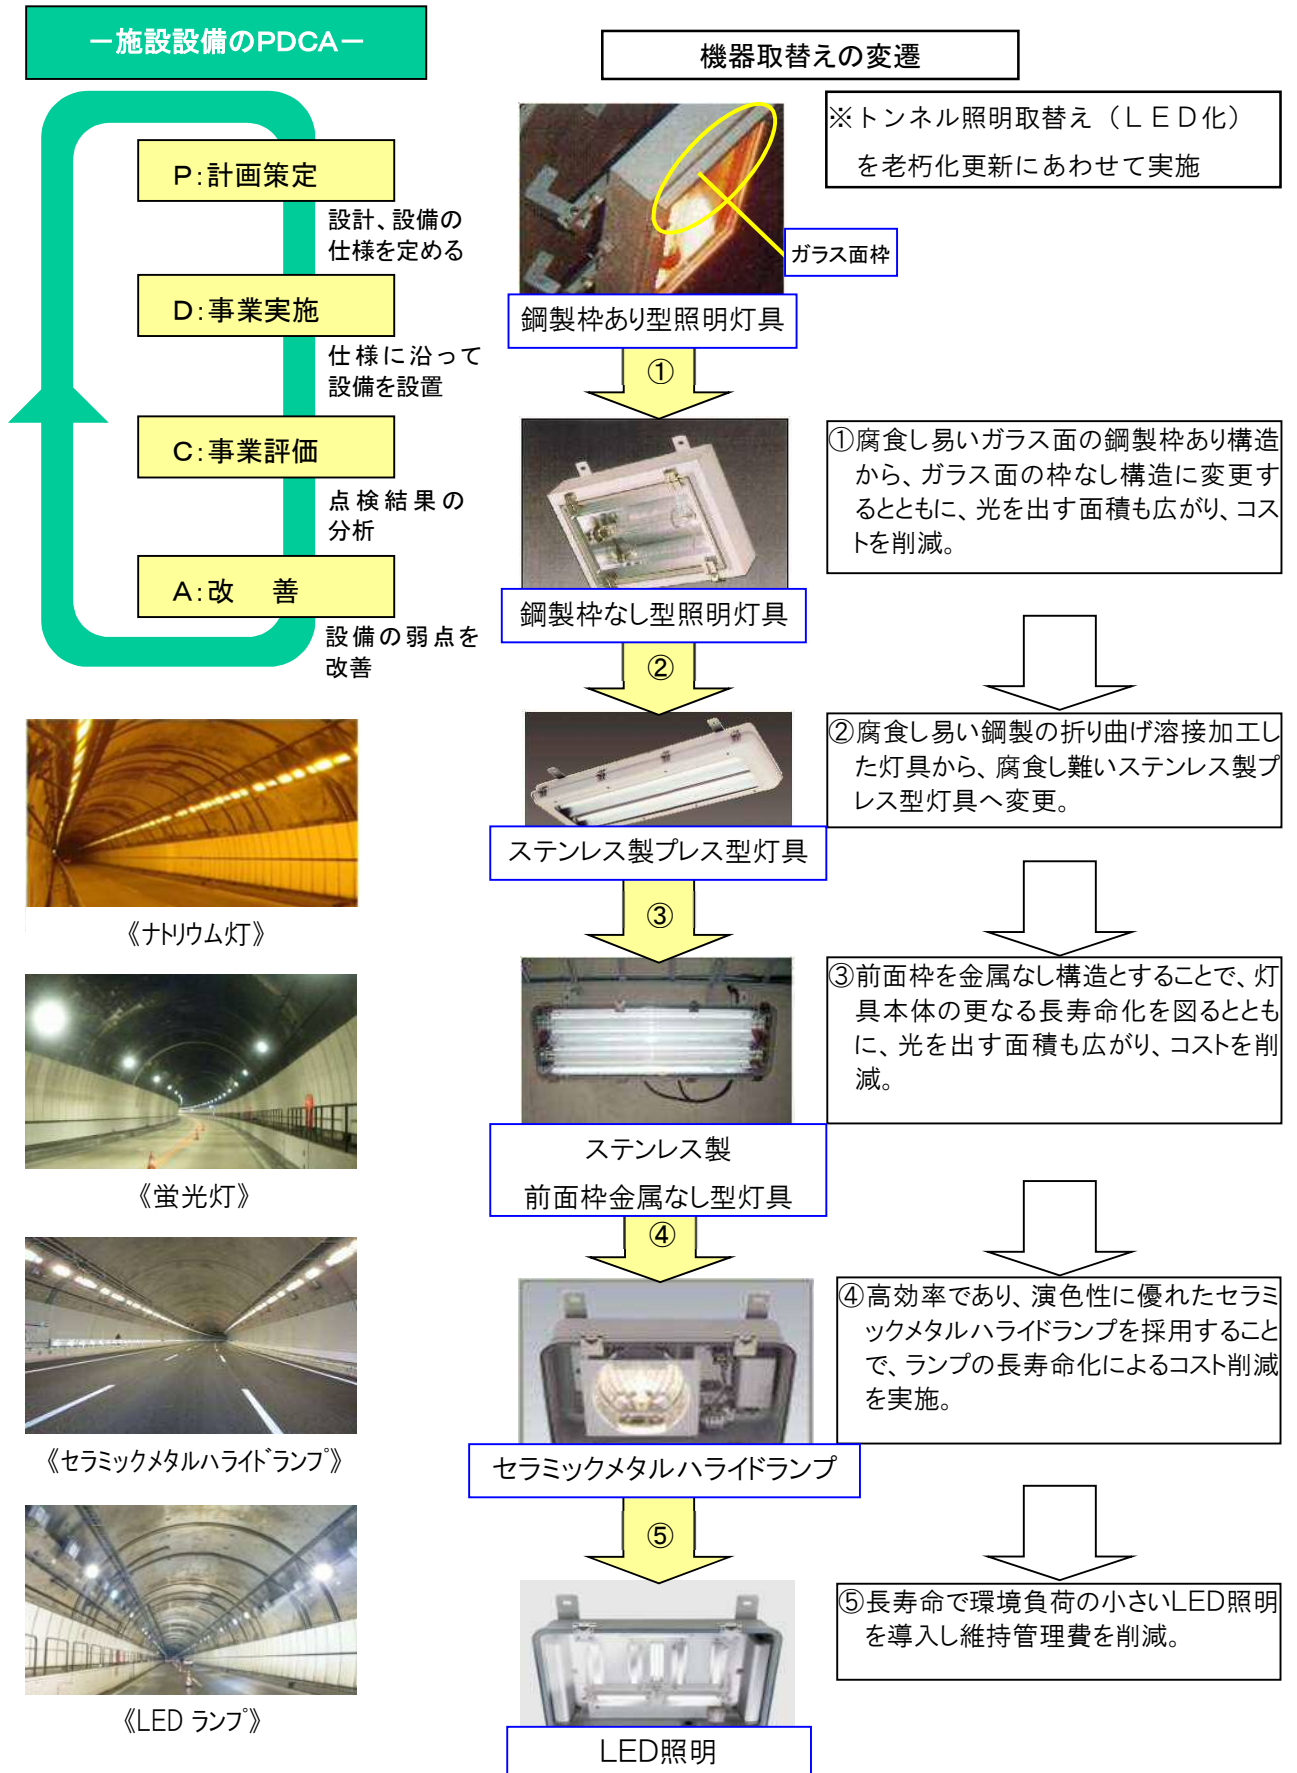 －施設設備のPDCA－
P:計画策定
設計、設備の
仕様を定める
D:事業実施
仕様に沿って
設備を設置
C:事業評価
点検結果の
分析
A:改　善
設備の弱点を
改善
《ナトリウム灯》
《蛍光灯》
《セラミックメタルハライドランプ》
《LED ランプ》
機器取替えの変遷
※トンネル照明取替え（ＬＥＤ化）
を老朽化更新にあわせて実施
ガラス面枠
鋼製枠あり型照明灯具
①
鋼製枠なし型照明灯具
②
ステンレス製プレス型灯具
③
ステンレス製
前面枠金属なし型灯具
④
セラミックメタルハライドランプ
⑤
LED照明
①腐食し易いガラス面の鋼製枠あり構造
から、ガラス面の枠なし構造に変更す
るとともに、光を出す面積も広がり、コス
トを削減。
②腐食し易い鋼製の折り曲げ溶接加工し
た灯具から、腐食し難いステンレス製プ
レス型灯具へ変更。
③前面枠を金属なし構造とすることで、灯
具本体の更なる長寿命化を図るととも
に、光を出す面積も広がり、コストを削
減。
④高効率であり、演色性に優れたセラミ
ックメタルハライドランプを採用すること
で、ランプの長寿命化によるコスト削減
を実施。
⑤長寿命で環境負荷の小さいLED照明
を導入し維持管理費を削減。